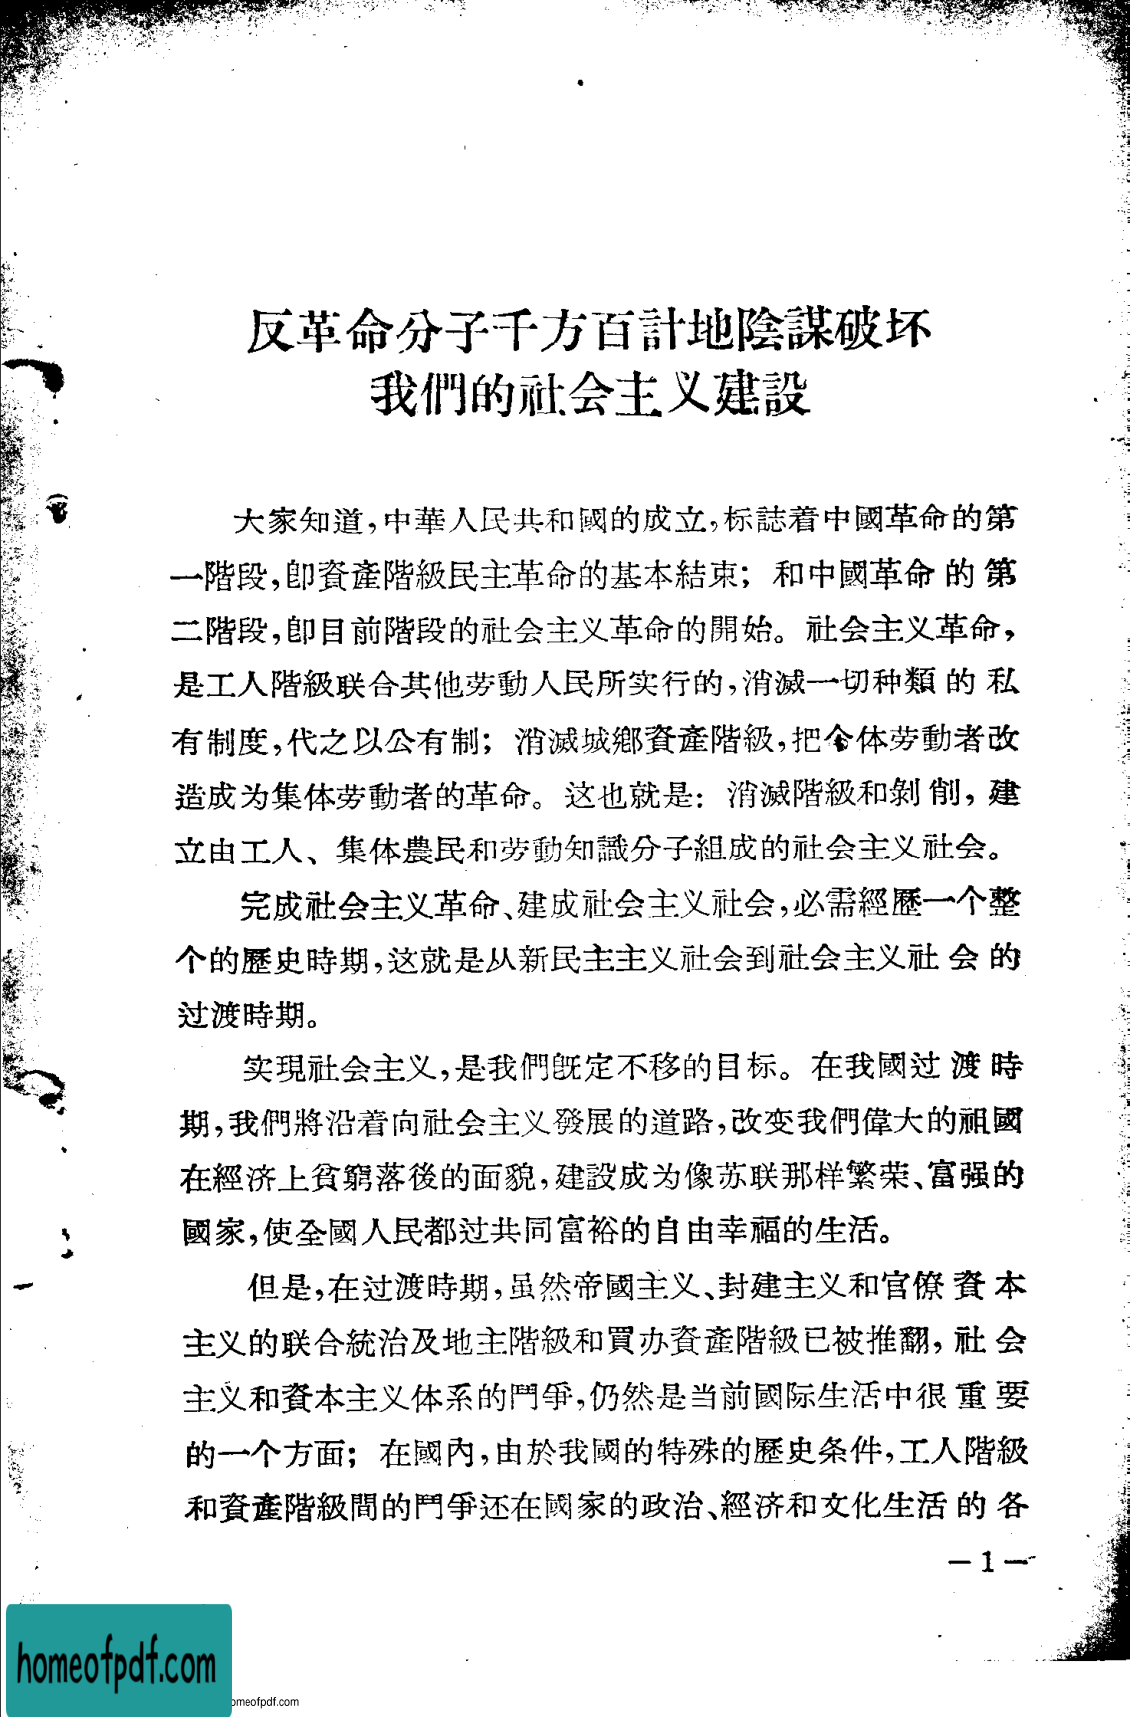 反革命分子千方百計地陰謀破坏
我們的社会主义建設
大家知道,中華人民共和國的成立,标誌着中國革命的第
一階段,卽資產階級民主革命的基本結束；和中國革命的第
二階段,卽目前階段的社会主义革命的開始。社会主义革命,
是工人階級联合其他劳動人民所实行的,消滅一切种類的私
有制度,代之以公有制；消滅城鄉資產階級,把个体劳動者改
造成为集体劳動者的革命。这也就是：消滅階級和剝削,建
立由工人、集体農民和劳動知識分子組成的社会主义社会。
完成社会主义革命、建成社会主义社会,必需經歷一个整
个的歷史時期,这就是从新民主主义社会到社会主义社会的
过渡時期。
实現社会主义,是我們旣定不移的目标。在我國过渡時
期,我們將沿着向社会主义發展的道路,改变我們偉大的祖國
在經济上貧窮落後的面貌,建設成为像苏联那样繁荣、富强的
國家,使全國人民都过共同富裕的自由幸福的生活。
但是,在过渡時期,虽然帝國主义、封建主义和官僚資本
主义的联合統治及地主階級和買办資產階級已被推翻,社会
主义和資本主义体系的鬥爭,仍然是当前國际生活中很重要
的一个方面；在國內,由於我國的特殊的歷史条件,工人階級
和資產階級間的鬥爭还在國家的政治、經济和文化生活的各
—1—
homeofpdf.com
omeofpdf.com